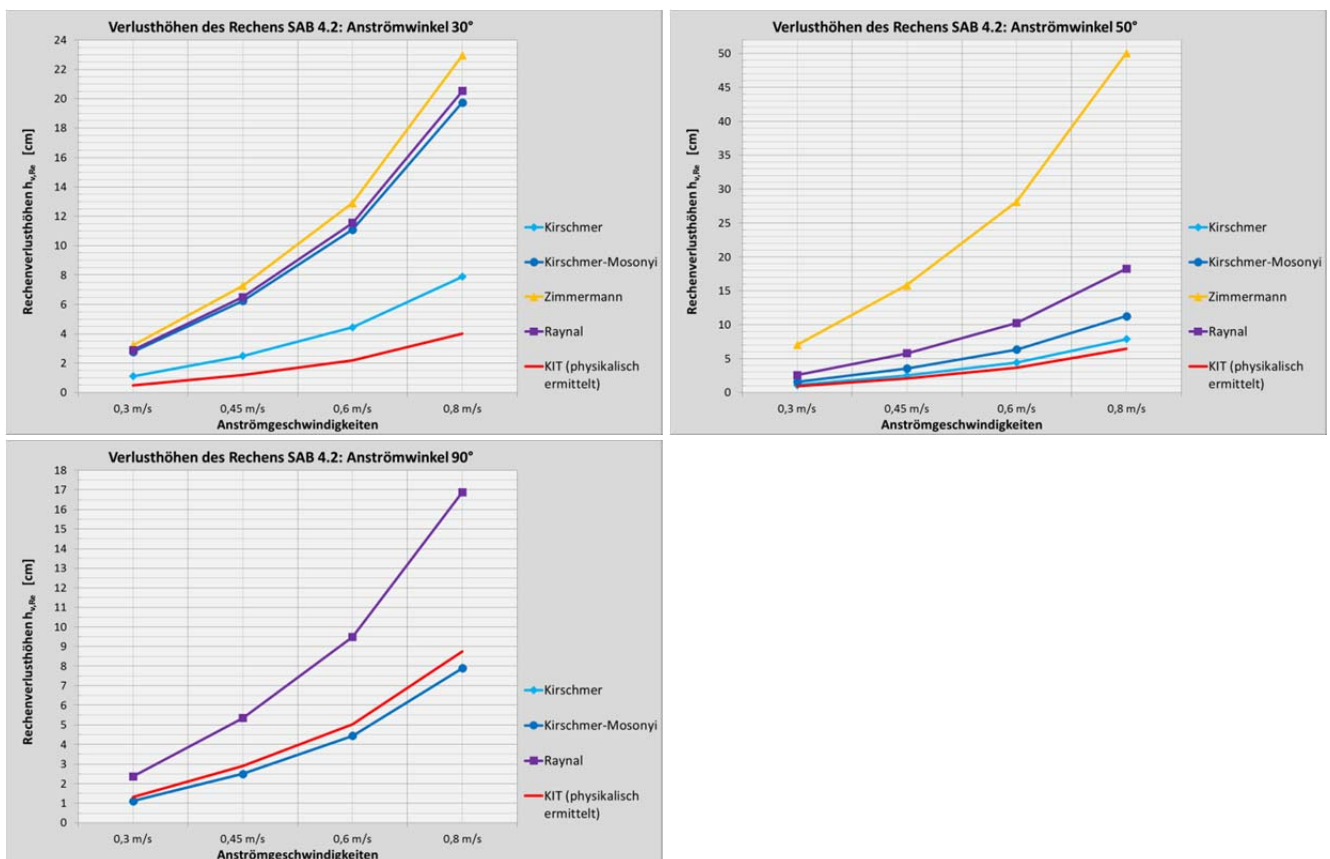 Verlusthöhen des Rechens SAB 4.2: Anströmwinkel 30°
24
22
20
18
16
14
12
10
8
6
4
2
0
Rechenverlusthöhen hv,Re [cm]
0,3 m/s 0,45 m/s 0,6 m/s 0,8 m/s
Anströmgeschwindigkeiten
Kirschmer
Kirschmer-Mosonyi
Zimmermann
Raynal
KIT (physikalisch
ermittelt)
Verlusthöhen des Rechens SAB 4.2: Anströmwinkel 50°
50
45
40
35
30
25
20
15
10
5
0
Rechenverlusthöhen hv,Re [cm]
0,3 m/s 0,45 m/s 0,6 m/s 0,8 m/s
Anströmgeschwindigkeiten
Kirschmer
Kirschmer-Mosonyi
Zimmermann
Raynal
KIT (physikalisch
ermittelt)
Verlusthöhen des Rechens SAB 4.2: Anströmwinkel 90°
18
17
16
15
14
13
12
11
10
9
8
7
6
5
4
3
2
1
0
Rechenverlusthöhen hv,Re [cm]
0,3 m/s 0,45 m/s 0,6 m/s 0,8 m/s
Anströmgeschwindigkeiten
Kirschmer
Kirschmer-Mosonyi
Raynal
KIT (physikalisch
ermittelt)